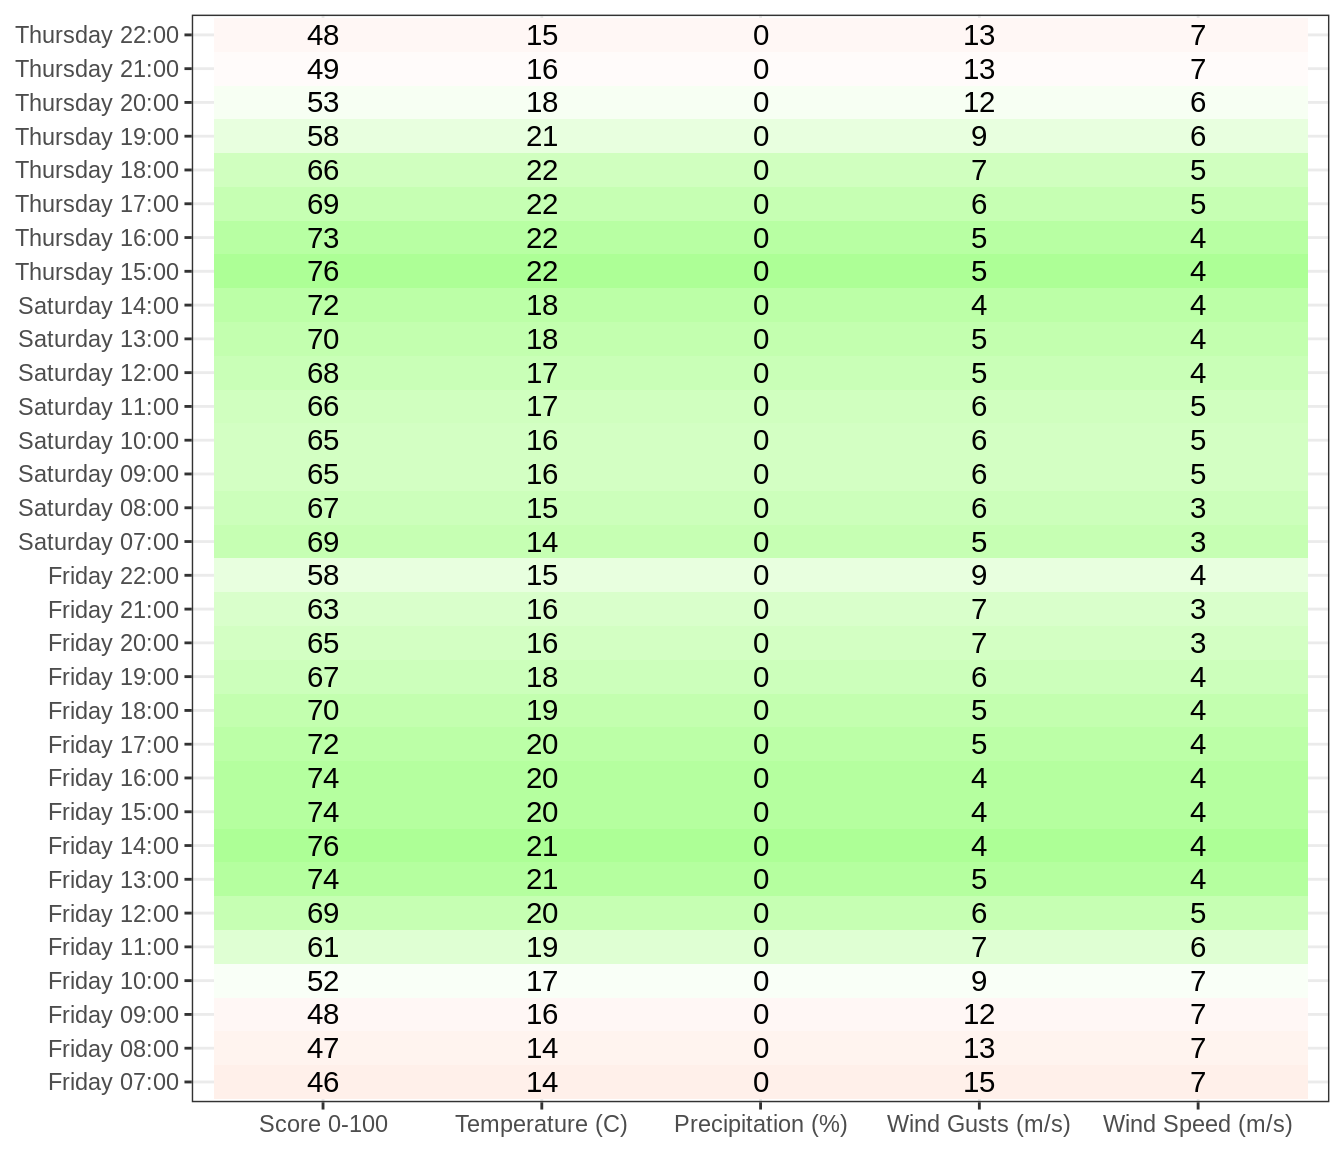 Thursday 22:00 48 15 0 13 7
Thursday 21:00 49 16 0 13 7
Thursday 20:00 53 18 0 12 6
Thursday 19:00 58 21 0 9 6
Thursday 18:00 66 22 0 7 5
Thursday 17:00 69 22 0 6 5
Thursday 16:00 73 22 0 5 4
Thursday 15:00 76 22 0 5 4
Saturday 14:00 72 18 0 4 4
Saturday 13:00 70 18 0 5 4
Saturday 12:00 68 17 0 5 4
Saturday 11:00 66 17 0 6 5
Saturday 10:00 65 16 0 6 5
Saturday 09:00 65 16 0 6 5
Saturday 08:00 67 15 0 6 3
Saturday 07:00 69 14 0 5 3
Friday 22:00 58 15 0 9 4
Friday 21:00 63 16 0 7 3
Friday 20:00 65 16 0 7 3
Friday 19:00 67 18 0 6 4
Friday 18:00 70 19 0 5 4
Friday 17:00 72 20 0 5 4
Friday 16:00 74 20 0 4 4
Friday 15:00 74 20 0 4 4
Friday 14:00 76 21 0 4 4
Friday 13:00 74 21 0 5 4
Friday 12:00 69 20 0 6 5
Friday 11:00 61 19 0 7 6
Friday 10:00 52 17 0 9 7
Friday 09:00 48 16 0 12 7
Friday 08:00 47 14 0 13 7
Friday 07:00 46 14 0 15 7
Score 0-100 Temperature (C) Precipitation (%) Wind Gusts (m/s) Wind Speed (m/s)